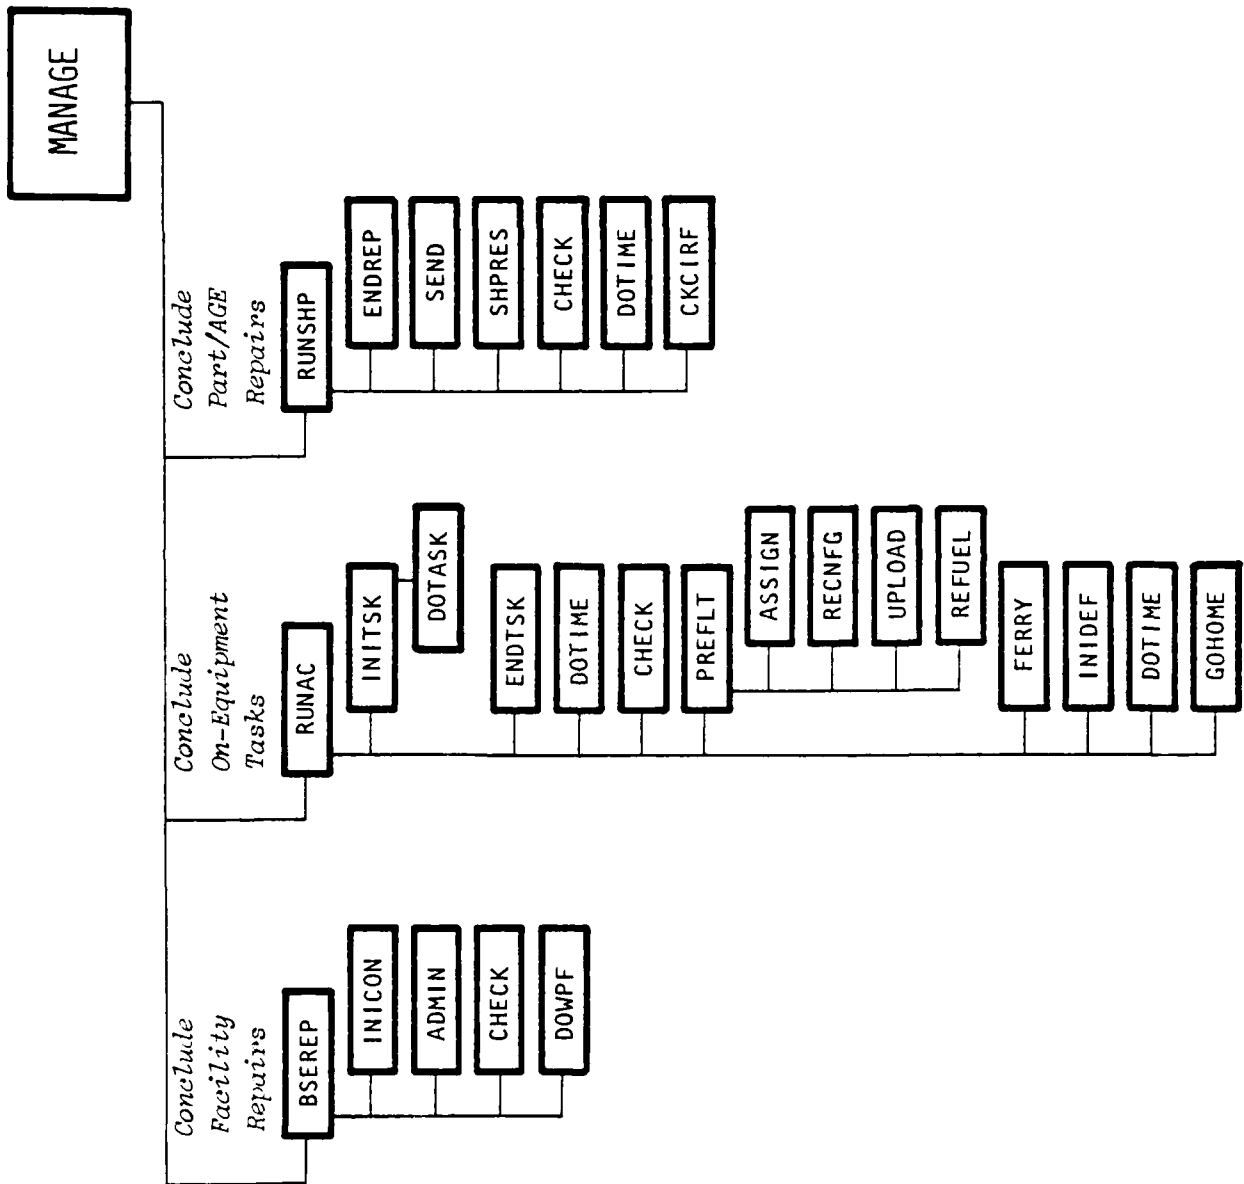 MANAGE
Conclude
Facility
Repairs
BSEREP
INICON
ADMIN
CHECK
DOWPF
Conclude
On-Equipment
Tasks
RUNAC
INITSK
DOTASK
ENDTSK
DOTIME
CHECK
PREFLT
ASSIGN
RECNFG
UPLOAD
REFUEL
FERRY
INIDEF
DOTIME
GOHOME
Conclude
Part/AGE
Repairs
RUNSHP
ENDREP
SEND
SHPRES
CHECK
DOTIME
CKCIRF